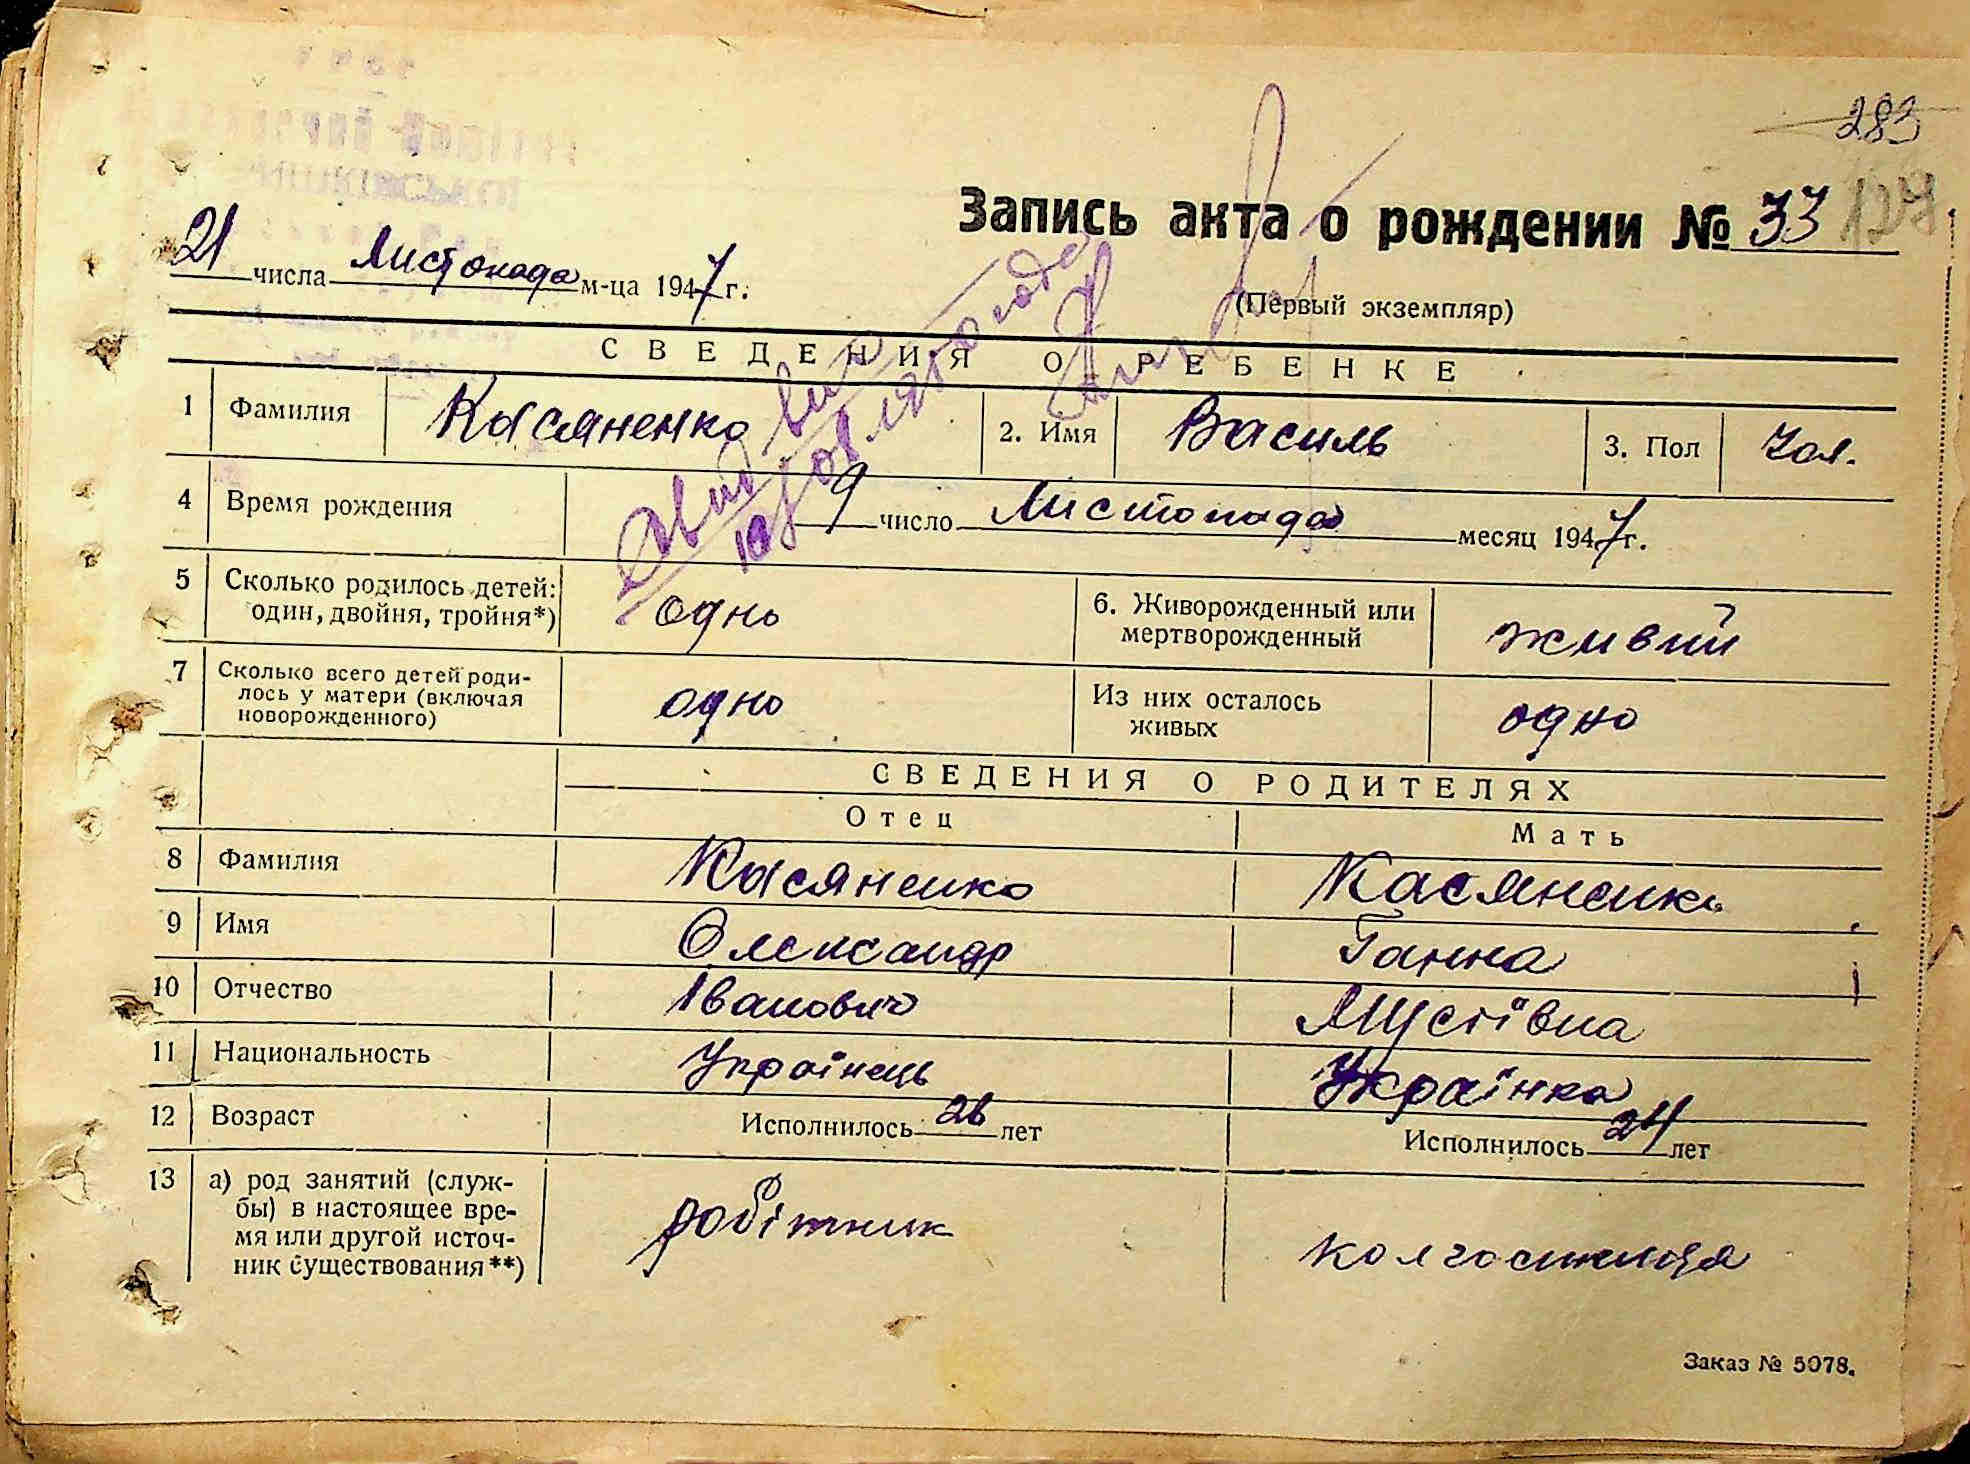 283
127
Запись акта о рождении № 33
21 числа Листопада м-ца 1947 г.
(Первый экземпляр)
СВЕДЕНИЯ О РЕБЕНКЕ
1 Фамилия Касяненко 2. Имя Василь 3. Пол Чол.
4 Время рождения 9 число Листопада месяц 1947 г.
5 Сколько родилось детей: один, двойня, тройня*) одно 6. Живорожденный или мертворожденный живий
7 Сколько всего детей родилось у матери (включая новорожденного) одно Из них осталось живых одно
СВЕДЕНИЯ О РОДИТЕЛЯХ
Отец Мать
8 Фамилия Касяненко Касяненко
9 Имя Олександр Ганна
10 Отчество Іванович Мусіївна
11 Национальность Українець Українка
12 Возраст Исполнилось 26 лет Исполнилось 24 лет
13 а) род занятий (службы) в настоящее время или другой источник существования**) робітник колгостниця
Заказ № 5078.